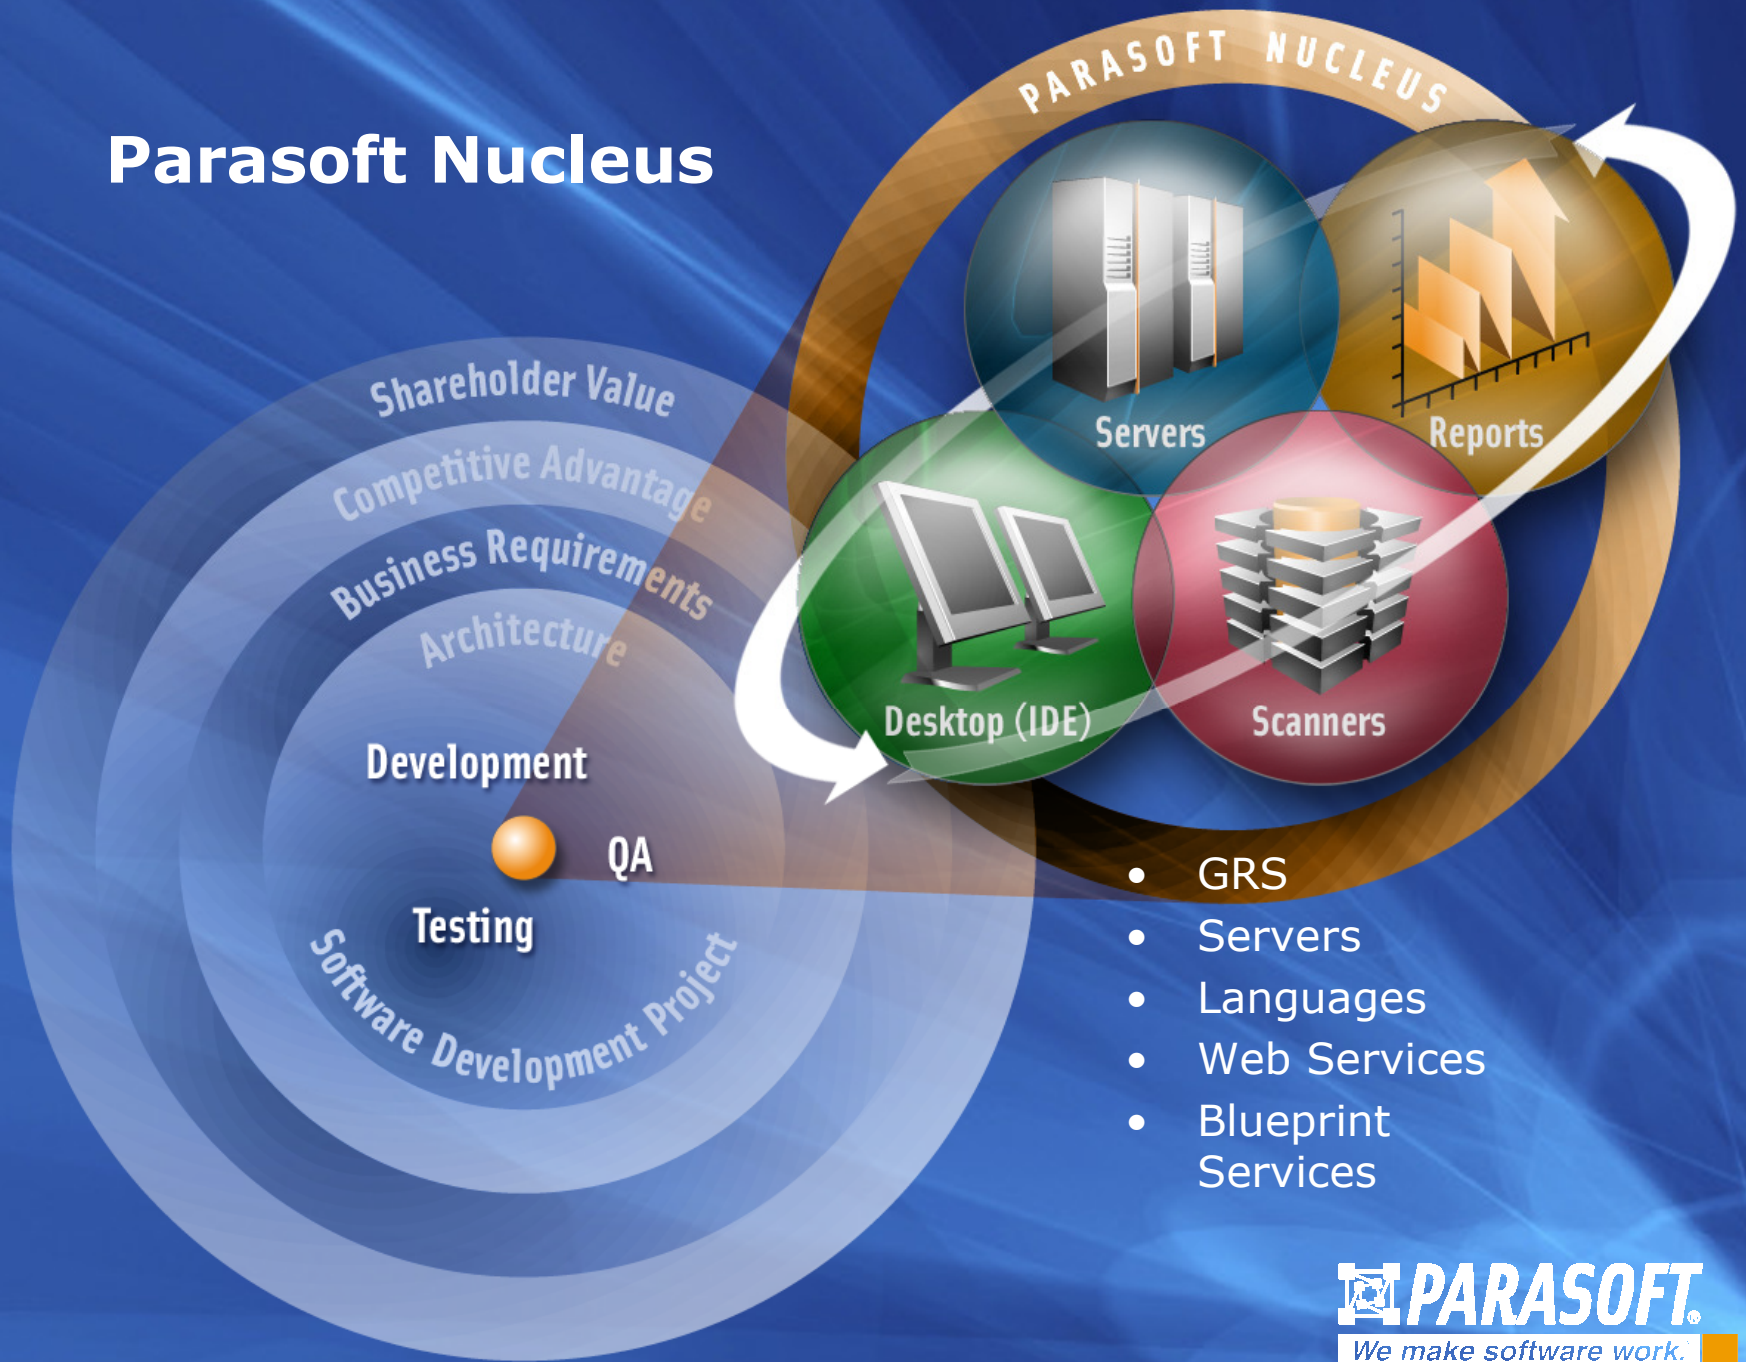 Parasoft Nucleus
PARASOFT NUCLEUS
Servers
Reports
Desktop (IDE)
Scanners
Shareholder Value
Competitive Advantage
Business Requirements
Architecture
Development
QA
Testing
Software Development Project
• GRS
• Servers
• Languages
• Web Services
• Blueprint
Services
PARASOFT®
We make software work.